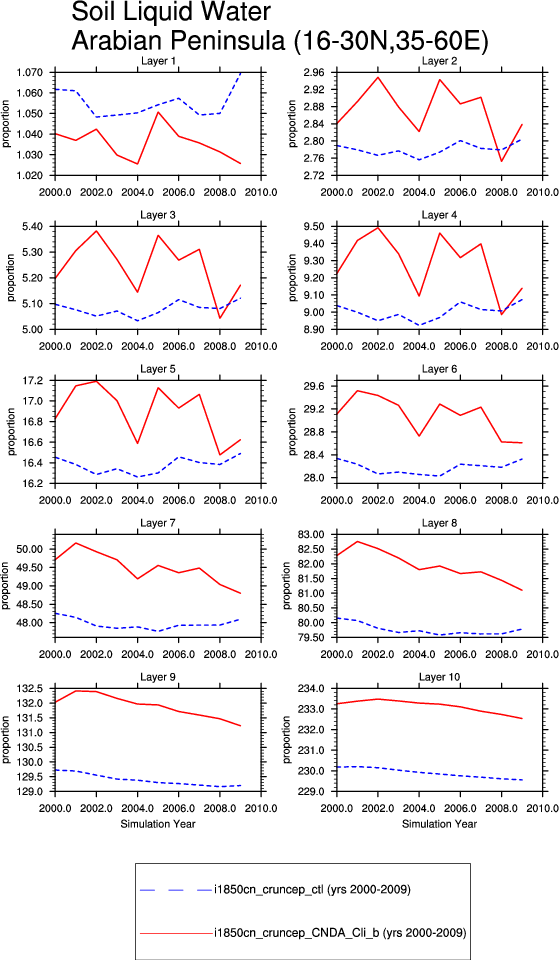 Soil Liquid Water
Arabian Peninsula (16-30N,35-60E)
Layer 1
Layer 2
proportion
1.070
1.060
1.050
1.040
1.030
1.020
2000.0 2002.0 2004.0 2006.0 2008.0 2010.0
proportion
2.96
2.92
2.88
2.84
2.80
2.76
2.72
2000.0 2002.0 2004.0 2006.0 2008.0 2010.0
Layer 3
Layer 4
proportion
5.40
5.30
5.20
5.10
5.00
2000.0 2002.0 2004.0 2006.0 2008.0 2010.0
proportion
9.50
9.40
9.30
9.20
9.10
9.00
8.90
2000.0 2002.0 2004.0 2006.0 2008.0 2010.0
Layer 5
Layer 6
proportion
17.2
17.0
16.8
16.6
16.4
16.2
2000.0 2002.0 2004.0 2006.0 2008.0 2010.0
proportion
29.6
29.2
28.8
28.4
28.0
2000.0 2002.0 2004.0 2006.0 2008.0 2010.0
Layer 7
Layer 8
proportion
50.00
49.50
49.00
48.50
48.00
2000.0 2002.0 2004.0 2006.0 2008.0 2010.0
proportion
83.00
82.50
82.00
81.50
81.00
80.50
80.00
79.50
2000.0 2002.0 2004.0 2006.0 2008.0 2010.0
Layer 9
Layer 10
proportion
132.5
132.0
131.5
131.0
130.5
130.0
129.5
129.0
2000.0 2002.0 2004.0 2006.0 2008.0 2010.0
Simulation Year
proportion
234.0
233.0
232.0
231.0
230.0
229.0
2000.0 2002.0 2004.0 2006.0 2008.0 2010.0
Simulation Year
i1850cn_cruncep_ctl (yrs 2000-2009)
i1850cn_cruncep_CNDA_Cli_b (yrs 2000-2009)